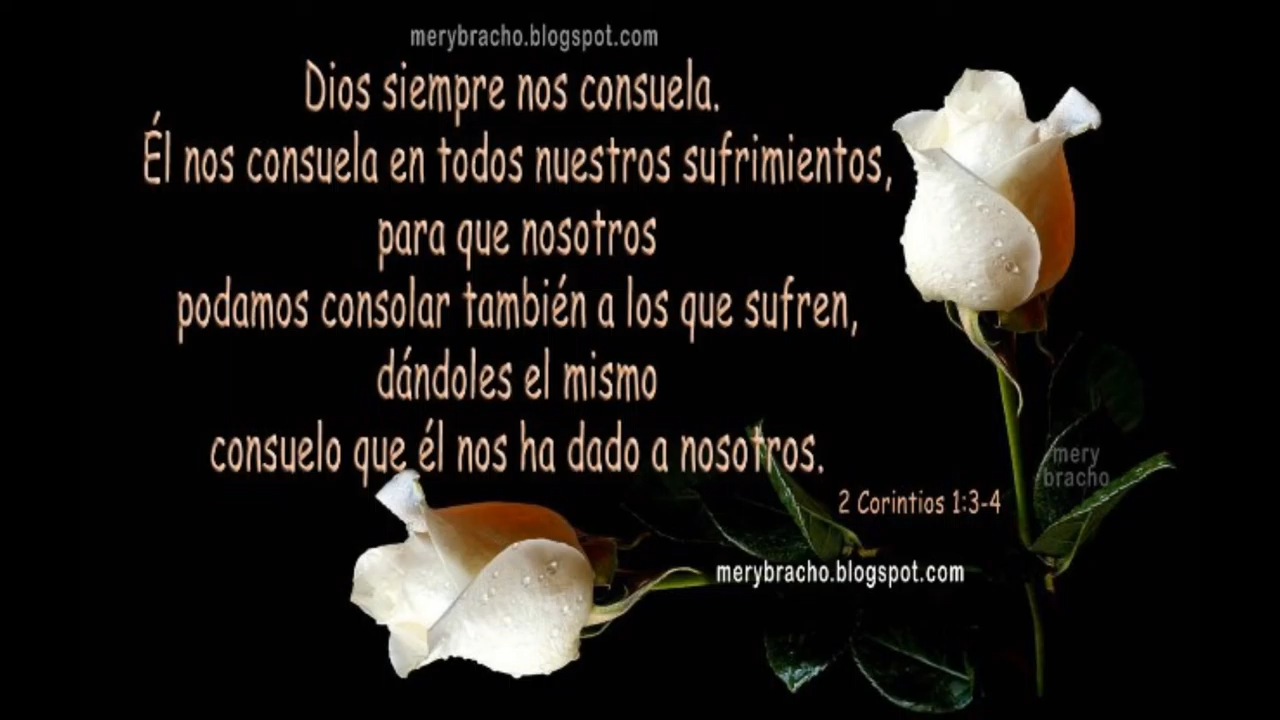 merybracho.blogspot.com
Dios siempre nos consuela.
Él nos consuela en todos nuestros sufrimientos,
para que nosotros
podamos consolar también a los que sufren,
dándoles el mismo
consuelo que él nos ha dado a nosotros.
mery
bracho
2 Corintios 1:3-4
merybracho.blogspot.com